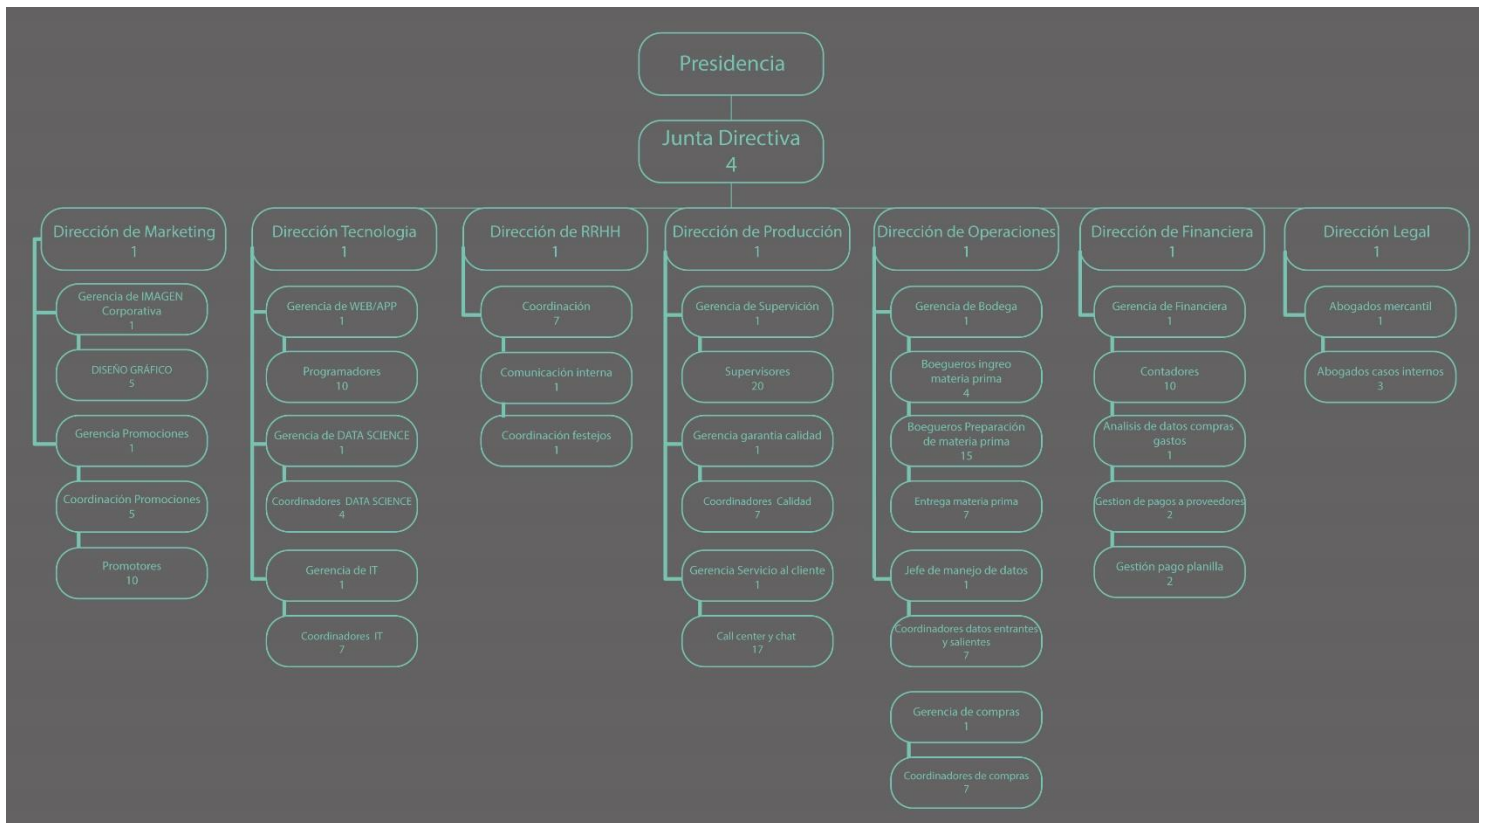 Presidencia
Junta Directiva
4
Dirección de Marketing
1
Gerencia de IMAGEN
Corporativa
1
DISEÑO GRÁFICO
5
Gerencia Promociones
1
Coordinación Promociones
5
Promotores
10
Dirección Tecnologia
1
Gerencia de WEB/APP
1
Programadores
10
Gerencia de DATA SCIENCE
1
Coordinadores DATA SCIENCE
4
Gerencia de IT
1
Coordinadores IT
7
Dirección de RRHH
1
Coordinación
7
Comunicación interna
1
Coordinación festejos
1
Dirección de Producción
1
Gerencia de Supervición
1
Supervisores
20
Gerencia garantia calidad
1
Coordinadores Calidad
7
Gerencia Servicio al cliente
1
Call center y chat
17
Dirección de Operaciones
1
Gerencia de Bodega
1
Boegueros ingreo
materia prima
4
Boegueros Preparación
de materia prima
15
Entrega materia prima
7
Jefe de manejo de datos
1
Coordinadores datos entrantes
y salientes
7
Gerencia de compras
1
Coordinadores de compras
7
Dirección de Financiera
1
Gerencia de Financiera
1
Contadores
10
Analisis de datos compras
gastos
1
Gestion de pagos a proveedores
2
Gestión pago planilla
2
Dirección Legal
1
Abogados mercantil
1
Abogados casos internos
3